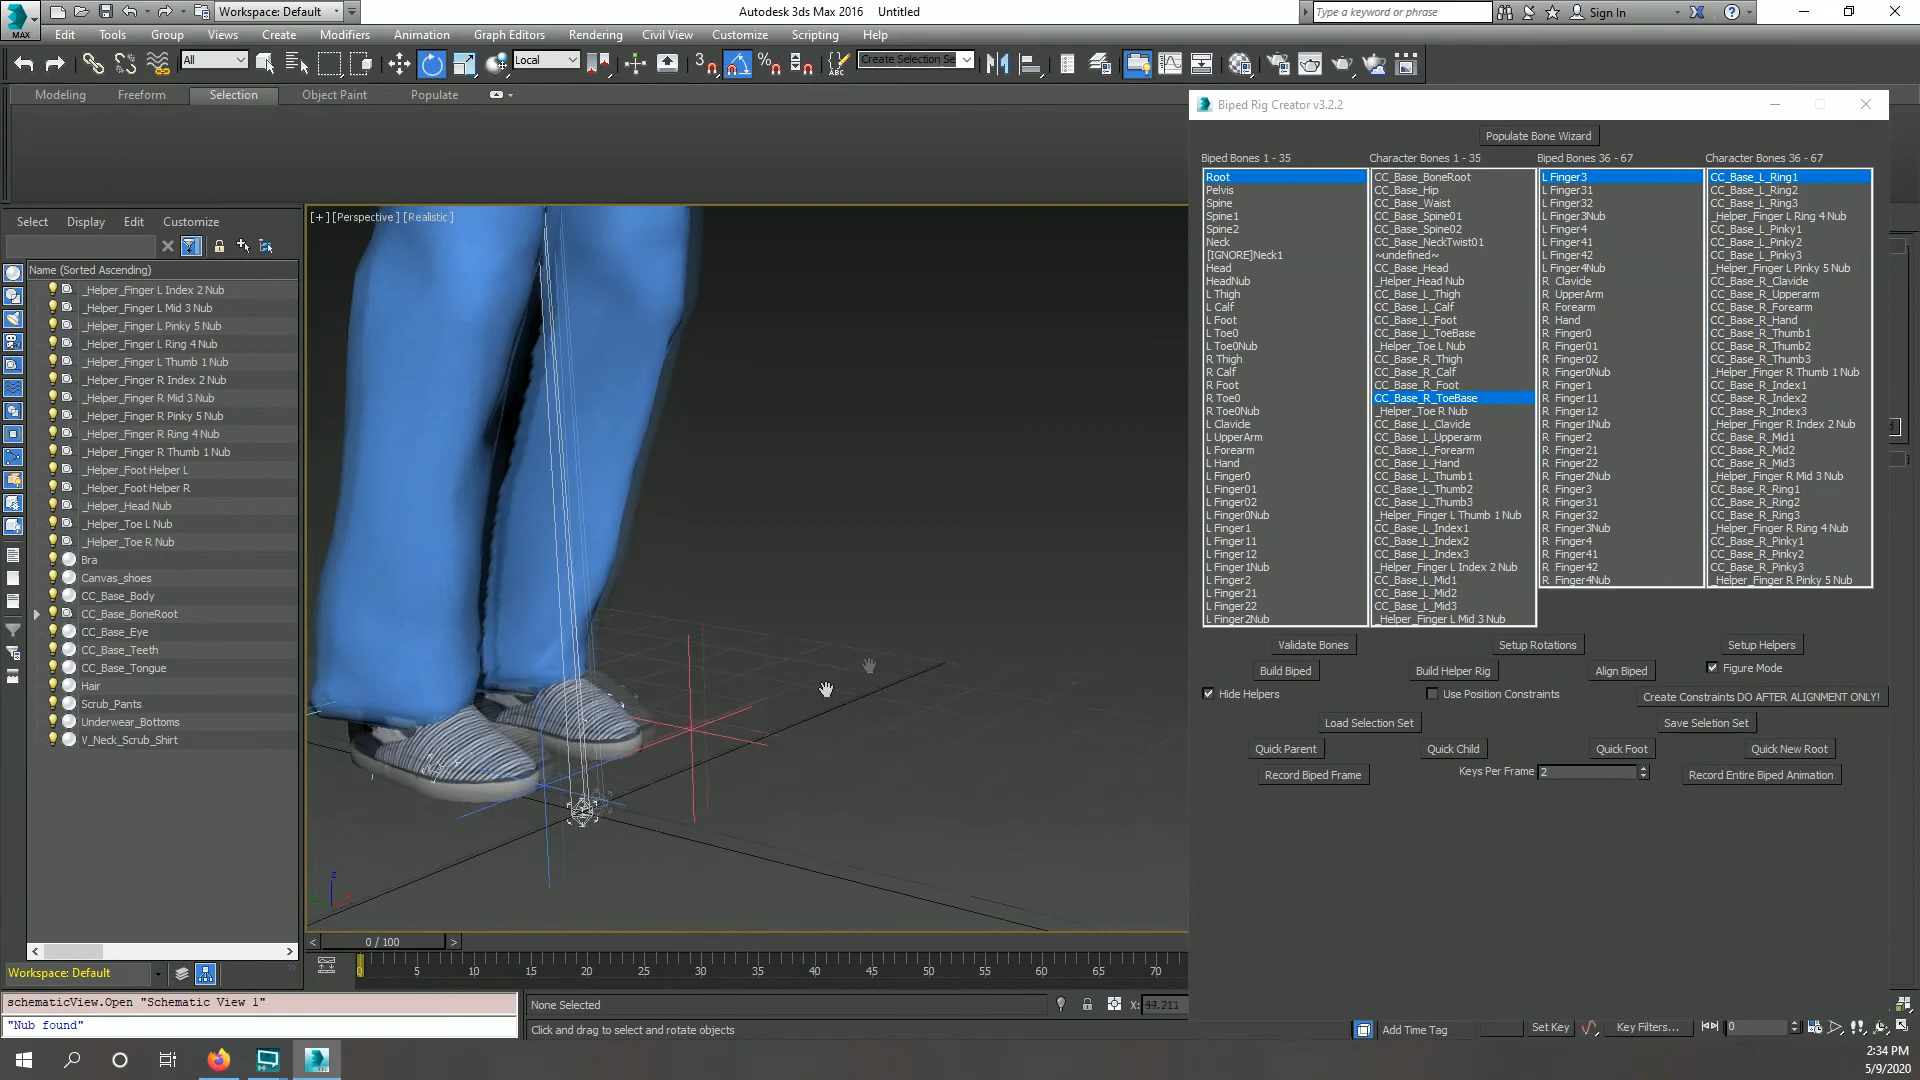 MAX
Workspace: Default
Autodesk 3ds Max 2016    Untitled
Type a keyword or phrase
Sign In
Edit Tools Group Views Create Modifiers Animation Graph Editors Rendering Civil View Customize Scripting Help
All
Local
3
ABC
Create Selection Se
Modeling Freeform Selection Object Paint Populate
Select Display Edit Customize
Name (Sorted Ascending)
_Helper_Finger L Index 2 Nub
_Helper_Finger L Mid 3 Nub
_Helper_Finger L Pinky 5 Nub
_Helper_Finger L Ring 4 Nub
_Helper_Finger L Thumb 1 Nub
_Helper_Finger R Index 2 Nub
_Helper_Finger R Mid 3 Nub
_Helper_Finger R Pinky 5 Nub
_Helper_Finger R Ring 4 Nub
_Helper_Finger R Thumb 1 Nub
_Helper_Foot Helper L
_Helper_Foot Helper R
_Helper_Head Nub
_Helper_Toe L Nub
_Helper_Toe R Nub
Bra
Canvas_shoes
CC_Base_Body
CC_Base_BoneRoot
CC_Base_Eye
CC_Base_Teeth
CC_Base_Tongue
Hair
Scrub_Pants
Underwear_Bottoms
V_Neck_Scrub_Shirt
[+] [Perspective ] [Realistic ]
z
Biped Rig Creator v3.2.2
Populate Bone Wizard
Biped Bones 1 - 35
Root
Pelvis
Spine
Spine1
Spine2
Neck
[IGNORE]Neck1
Head
HeadNub
L Thigh
L Calf
L Foot
L Toe0
L Toe0Nub
R Thigh
R Calf
R Foot
R Toe0
R Toe0Nub
L Clavicle
L UpperArm
L Forearm
L Hand
L Finger0
L Finger01
L Finger02
L Finger0Nub
L Finger1
L Finger11
L Finger12
L Finger1Nub
L Finger2
L Finger21
L Finger22
L Finger2Nub
Character Bones 1 - 35
CC_Base_BoneRoot
CC_Base_Hip
CC_Base_Waist
CC_Base_Spine01
CC_Base_Spine02
CC_Base_NeckTwist01
~undefined~
CC_Base_Head
_Helper_Head Nub
CC_Base_L_Thigh
CC_Base_L_Calf
CC_Base_L_Foot
CC_Base_L_ToeBase
_Helper_Toe L Nub
CC_Base_R_Thigh
CC_Base_R_Calf
CC_Base_R_Foot
CC_Base_R_ToeBase
_Helper_Toe R Nub
CC_Base_L_Clavicle
CC_Base_L_Upperarm
CC_Base_L_Forearm
CC_Base_L_Hand
CC_Base_L_Thumb1
CC_Base_L_Thumb2
CC_Base_L_Thumb3
_Helper_Finger L Thumb 1 Nub
CC_Base_L_Index1
CC_Base_L_Index2
CC_Base_L_Index3
_Helper_Finger L Index 2 Nub
CC_Base_L_Mid1
CC_Base_L_Mid2
CC_Base_L_Mid3
_Helper_Finger L Mid 3 Nub
Biped Bones 36 - 67
L Finger3
L Finger31
L Finger32
L Finger3Nub
L Finger4
L Finger41
L Finger42
L Finger4Nub
R Clavicle
R UpperArm
R Forearm
R Hand
R Finger0
R Finger01
R Finger02
R Finger0Nub
R Finger1
R Finger11
R Finger12
R Finger1Nub
R Finger2
R Finger21
R Finger22
R Finger2Nub
R Finger3
R Finger31
R Finger32
R Finger3Nub
R Finger4
R Finger41
R Finger42
R Finger4Nub
Character Bones 36 - 67
CC_Base_L_Ring1
CC_Base_L_Ring2
CC_Base_L_Ring3
_Helper_Finger L Ring 4 Nub
CC_Base_L_Pinky1
CC_Base_L_Pinky2
CC_Base_L_Pinky3
_Helper_Finger L Pinky 5 Nub
CC_Base_R_Clavicle
CC_Base_R_Upperarm
CC_Base_R_Forearm
CC_Base_R_Hand
CC_Base_R_Thumb1
CC_Base_R_Thumb2
CC_Base_R_Thumb3
_Helper_Finger R Thumb 1 Nub
CC_Base_R_Index1
CC_Base_R_Index2
CC_Base_R_Index3
_Helper_Finger R Index 2 Nub
CC_Base_R_Mid1
CC_Base_R_Mid2
CC_Base_R_Mid3
_Helper_Finger R Mid 3 Nub
CC_Base_R_Ring1
CC_Base_R_Ring2
CC_Base_R_Ring3
_Helper_Finger R Ring 4 Nub
CC_Base_R_Pinky1
CC_Base_R_Pinky2
CC_Base_R_Pinky3
_Helper_Finger R Pinky 5 Nub
Validate Bones Setup Rotations Setup Helpers
Build Biped Build Helper Rig Align Biped Figure Mode
Hide Helpers Use Position Constraints Create Constraints DO AFTER ALIGNMENT ONLY!
Load Selection Set Save Seletion Set
Quick Parent Quick Child Quick Foot Quick New Root
Record Biped Frame Keys Per Frame 2 Record Entire Biped Animation
< 0 / 100 >
0 5 10 15 20 25 30 35 40 45 50 55 60 65 70
Workspace: Default
schematicView.Open "Schematic View 1"
"Nub found"
None Selected X: 44.211
Click and drag to select and rotate objects
Add Time Tag Set Key Key Filters... 0
2:34 PM
5/9/2020